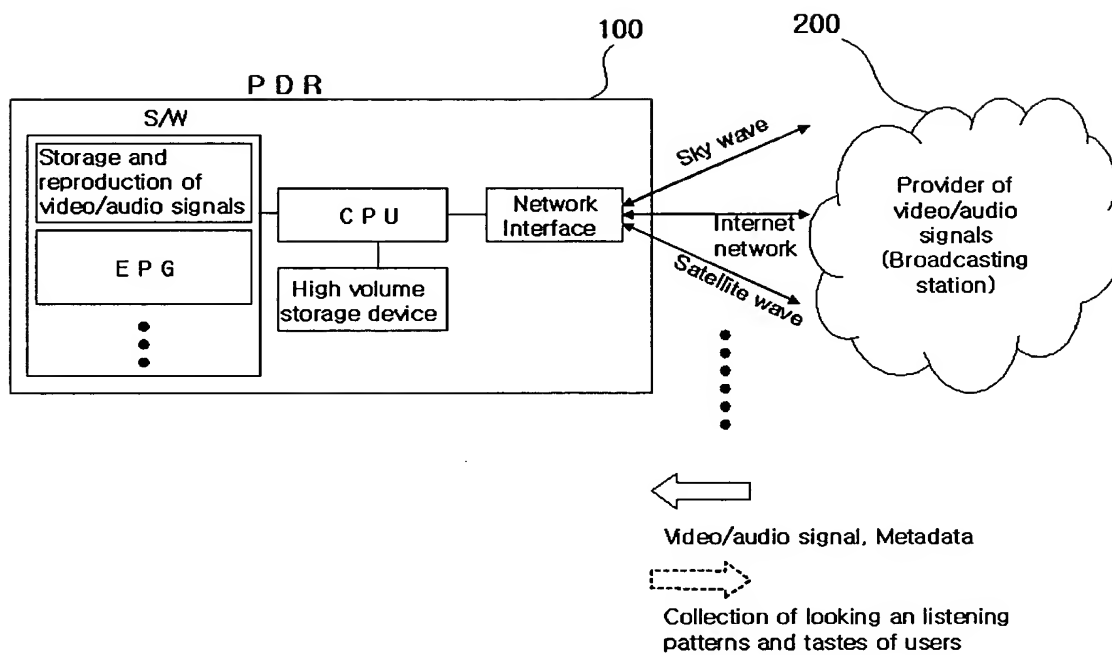 100
200
P D R
S/W
Storage and
reproduction of
video/audio signals
E P G
C P U
High volume
storage device
Network
Interface
Sky wave
Internet
network
Satellite wave
Provider of
video/audio
signals
(Broadcasting
station)
Video/audio signal, Metadata
Collection of looking an listening
patterns and tastes of users